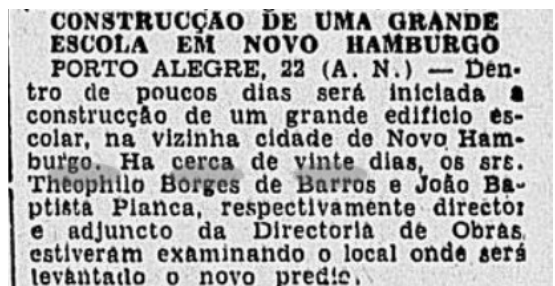 CONSTRUCÇÃO DE UMA GRANDE
ESCOLA EM NOVO HAMBURGO
PORTO ALEGRE, 22 (A. N.) — Den-
tro de poucos dias será iniciada a
construcção de um grande edificio es-
colar, na vizinha cidade de Novo Ham-
burgo. Ha cerca de vinte dias, os srs.
Théophilo Borges de Barros e João Ba-
ptista Pianca, respectivamente director
e adjuncto da Directoria de Obras,
estiveram examinando o local onde será
levantado o novo predio.